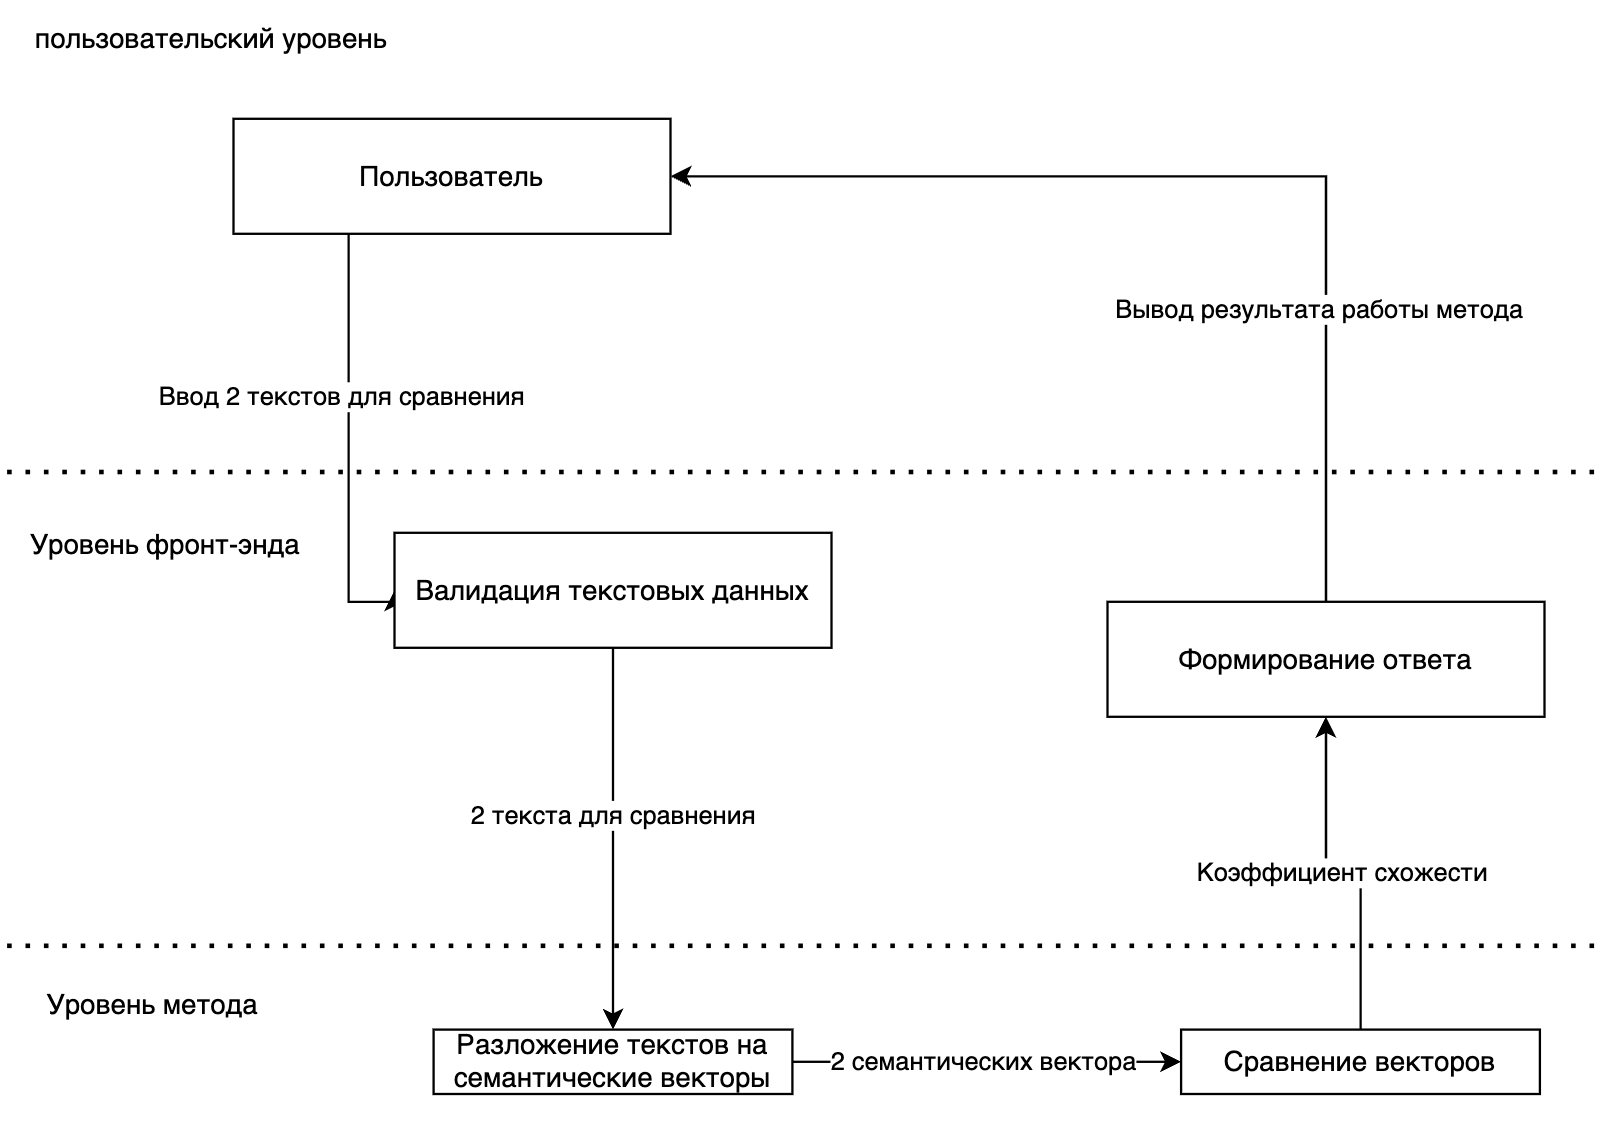 пользовательский уровень
Пользователь
Вывод результата работы метода
Ввод 2 текстов для сравнения
Уровень фронт-энда
Валидация текстовых данных
Формирование ответа
2 текста для сравнения
Коэффициент схожести
Уровень метода
Разложение текстов на
семантические векторы
2 семантических вектора
Сравнение векторов